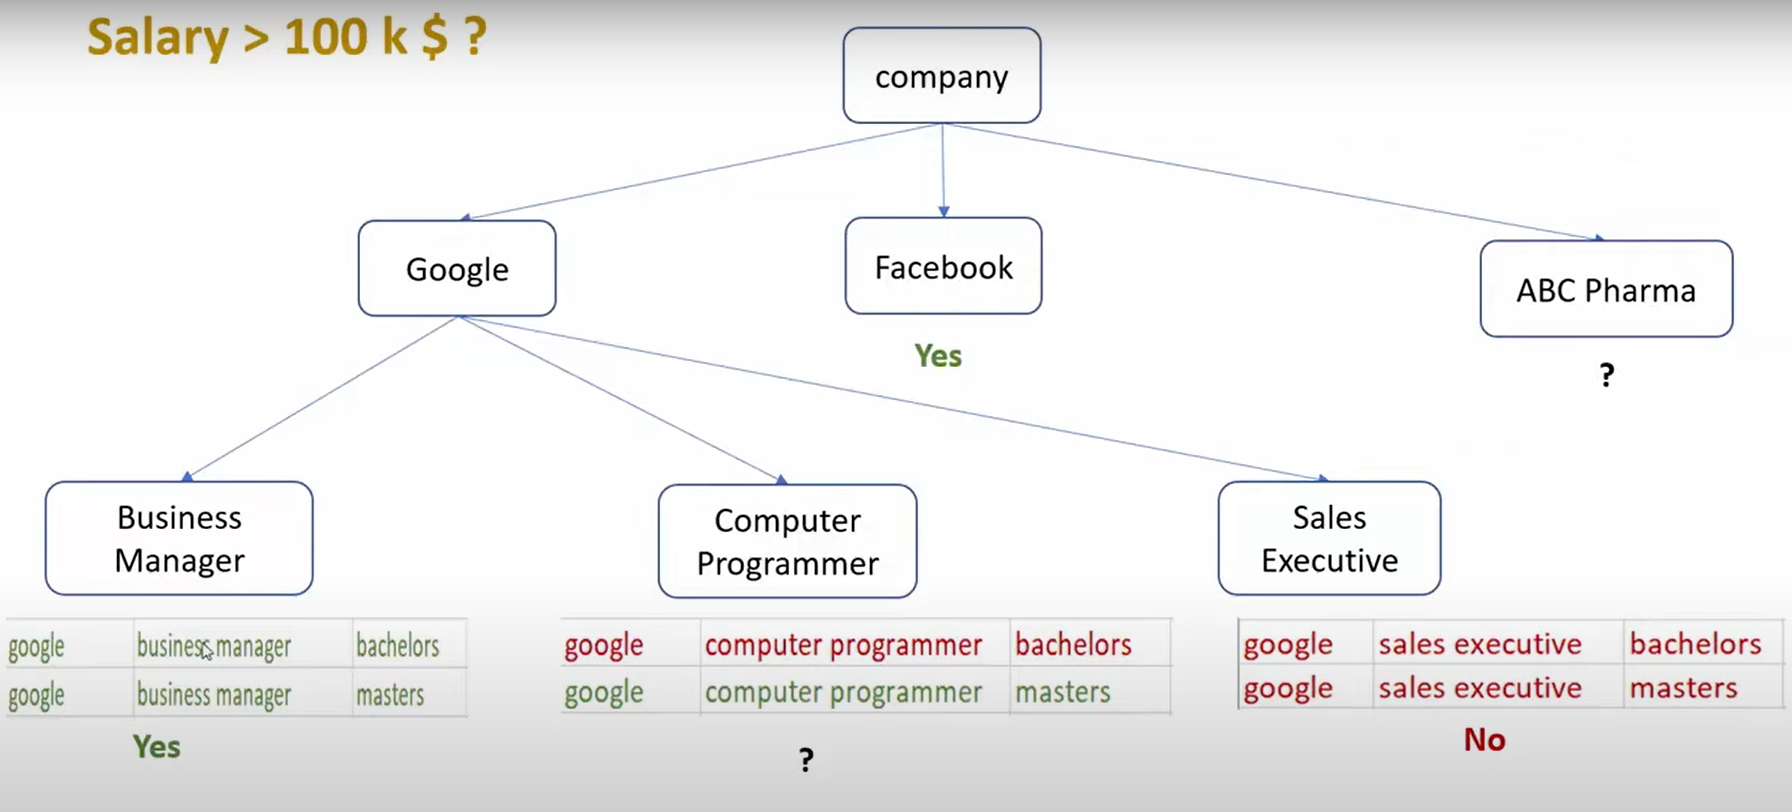 Salary > 100 k $ ?
company
Google
Facebook
ABC Pharma
Yes
?
Business
Manager
Computer
Programmer
Sales
Executive
google business manager bachelors
google business manager masters
Yes
google computer programmer bachelors
google computer programmer masters
?
google sales executive bachelors
google sales executive masters
No